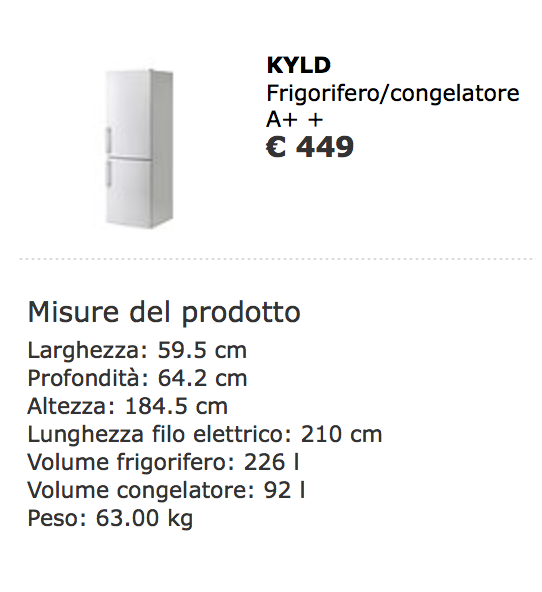 KYLD
Frigorifero/congelatore
A+ +
€ 449
Misure del prodotto
Larghezza: 59.5 cm
Profondità: 64.2 cm
Altezza: 184.5 cm
Lunghezza filo elettrico: 210 cm
Volume frigorifero: 226 l
Volume congelatore: 92 l
Peso: 63.00 kg